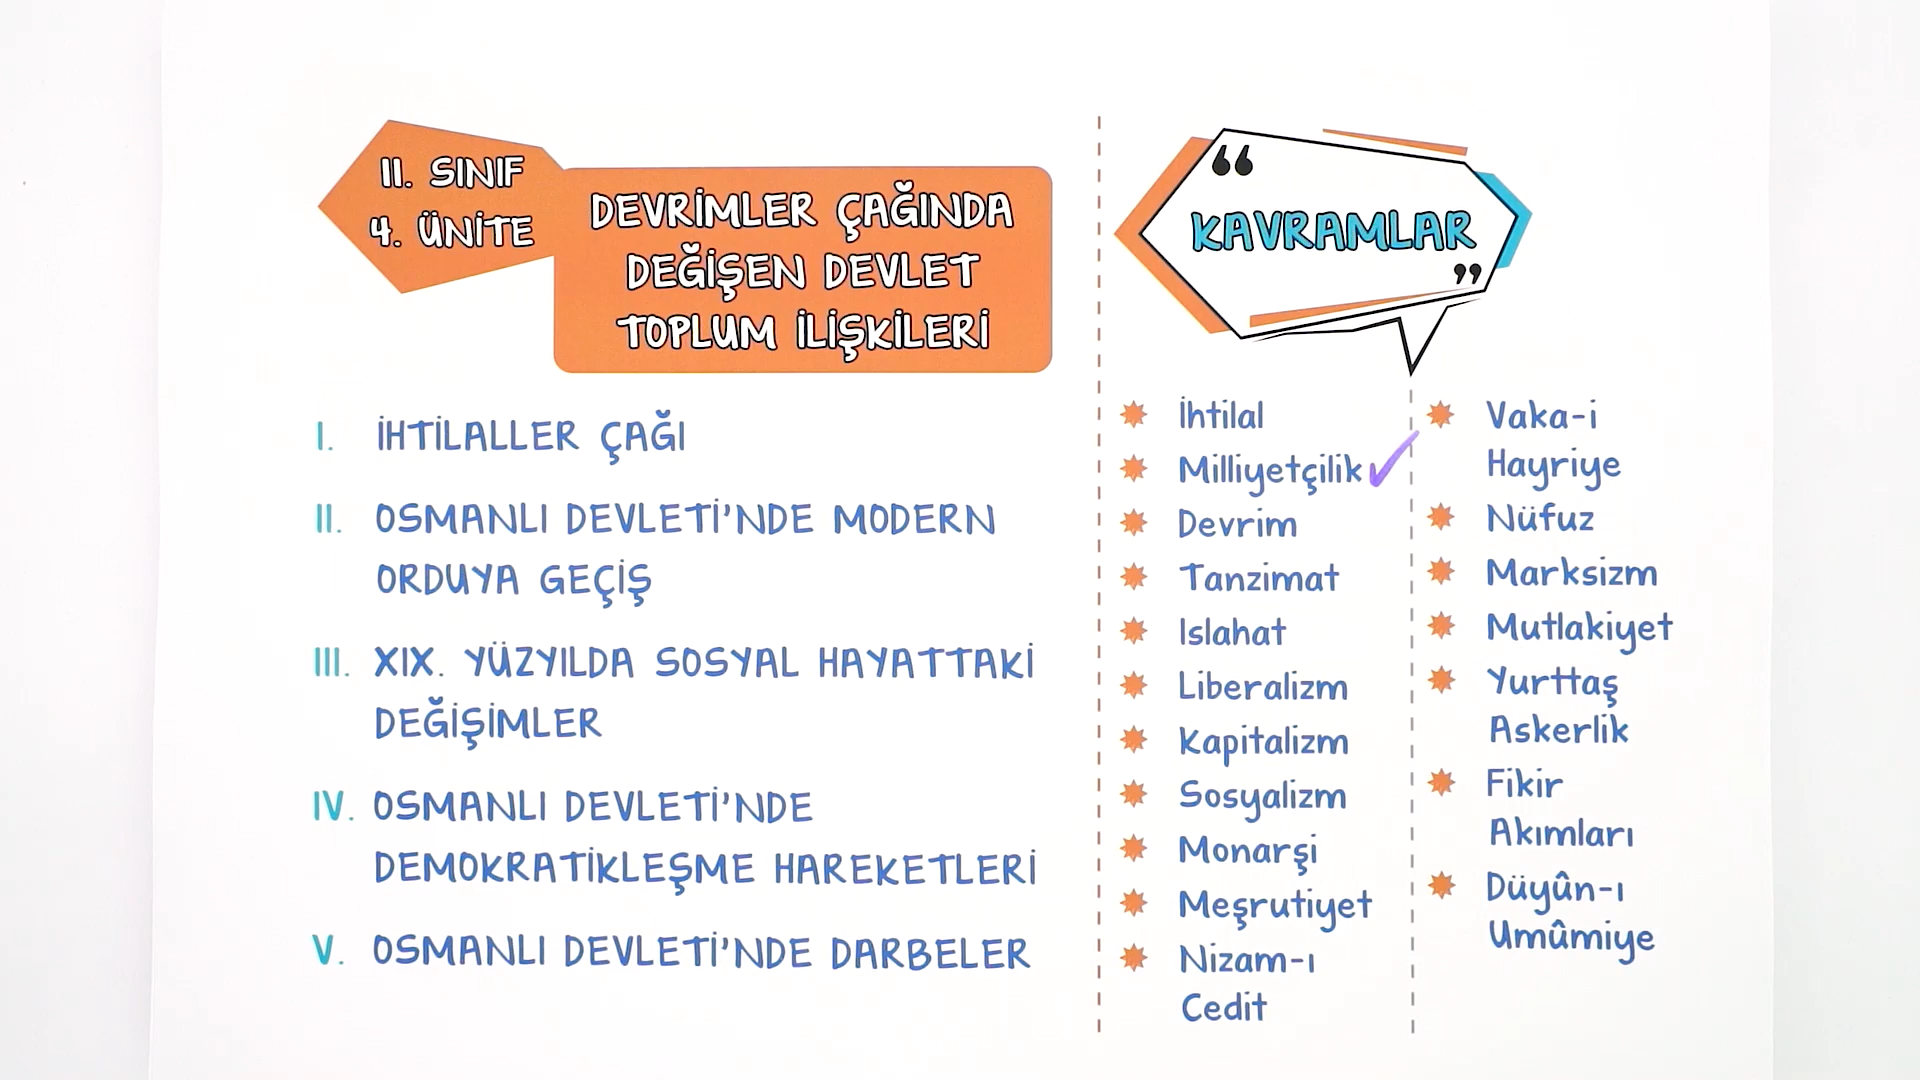 11. SINIF
4. ÜNİTE
DEVRİMLER ÇAĞINDA
DEĞİŞEN DEVLET
TOPLUM İLİŞKİLERİ
I. İHTİLALLER ÇAĞI
II. OSMANLI DEVLETİ'NDE MODERN
ORDUYA GEÇİŞ
III. XIX. YÜZYILDA SOSYAL HAYATTAKİ
DEĞİŞİMLER
IV. OSMANLI DEVLETİ'NDE
DEMOKRATİKLEŞME HAREKETLERİ
V. OSMANLI DEVLETİ'NDE DARBELER
“
KAVRAMLAR
”
İhtilal
Milliyetçilik
Devrim
Tanzimat
Islahat
Liberalizm
Kapitalizm
Sosyalizm
Monarşi
Meşrutiyet
Nizam-ı
Cedit
Vaka-i
Hayriye
Nüfuz
Marksizm
Mutlakiyet
Yurttaş
Askerlik
Fikir
Akımları
Düyûn-ı
Umûmiye